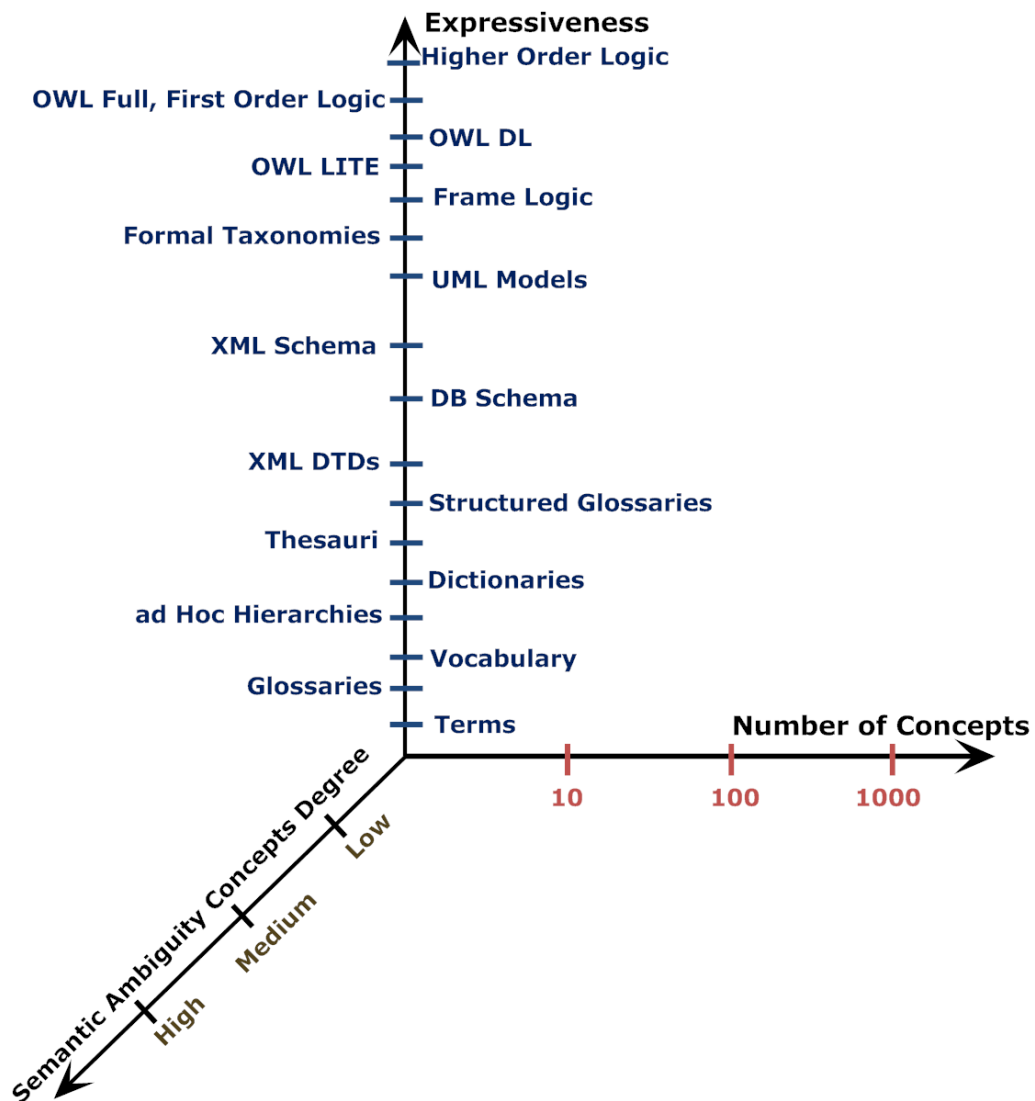 Expressiveness
Higher Order Logic
OWL Full, First Order Logic
OWL DL
OWL LITE
Frame Logic
Formal Taxonomies
UML Models
XML Schema
DB Schema
XML DTDs
Structured Glossaries
Thesauri
Dictionaries
ad Hoc Hierarchies
Vocabulary
Glossaries
Terms
Number of Concepts
10
100
1000
Semantic Ambiguity Concepts Degree
Low
Medium
High